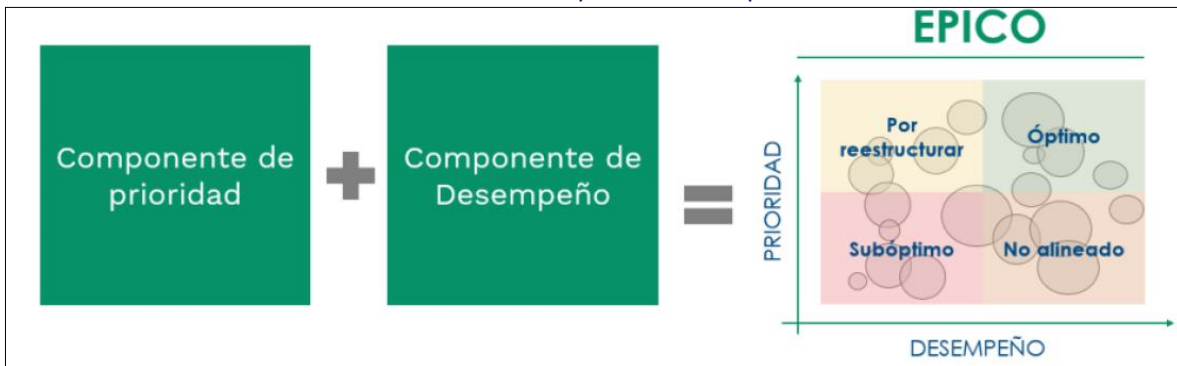 Componente de
prioridad
Componente de
Desempeño
EPICO
PRIORIDAD
Por
reestructurar
Óptimo
Subóptimo
No alineado
DESEMPEÑO